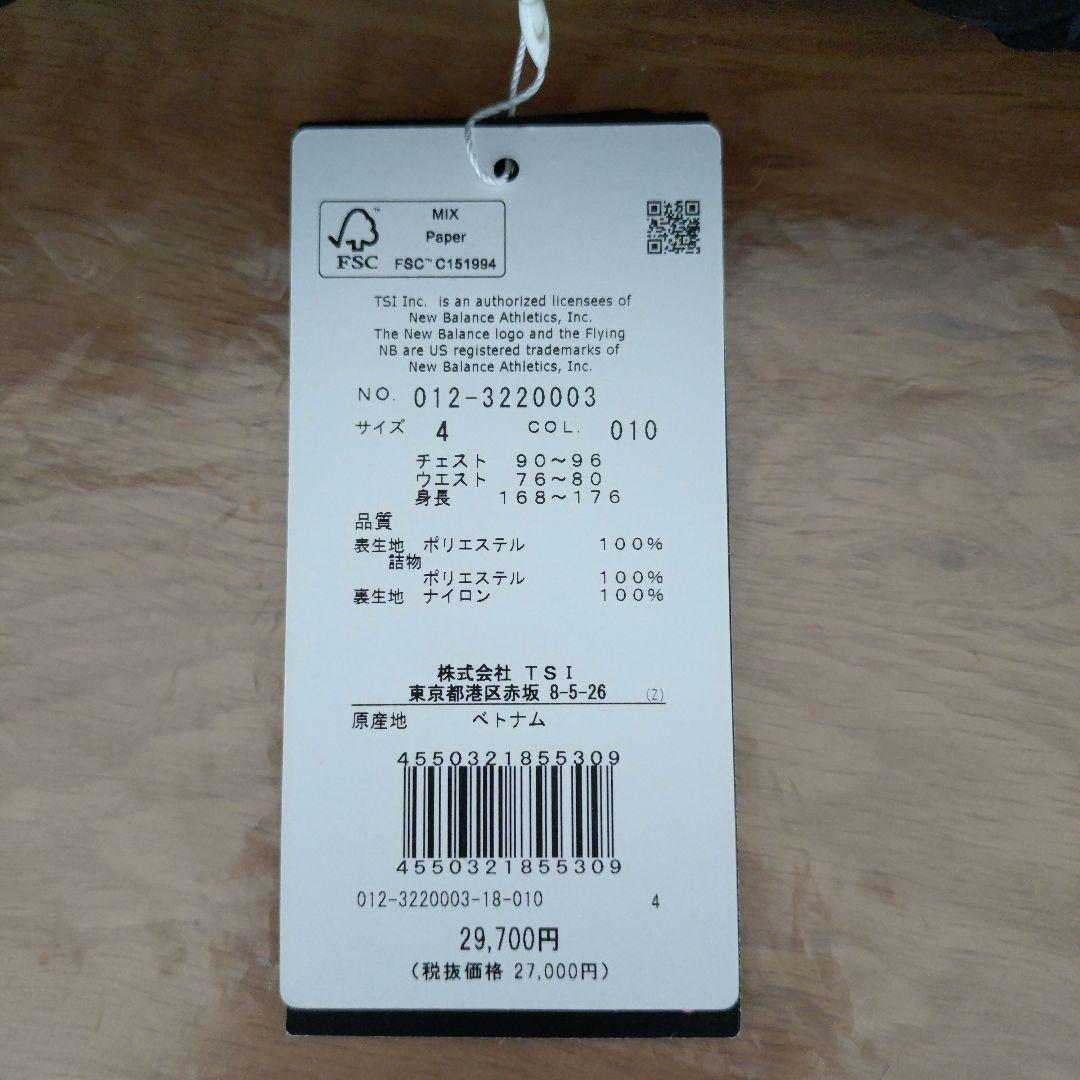 MIX
Paper
FSC™ C151994
FSC
TSI Inc. is an authorized licensees of
New Balance Athletics, Inc.
The New Balance logo and the Flying
NB are US registered trademarks of
New Balance Athletics, Inc.
NO. 012-3220003
サイズ 4 COL. 010
チェスト 90～96
ウエスト 76～80
身長 168～176
品質
表生地 ポリエステル 100%
詰物
ポリエステル 100%
裏生地 ナイロン 100%
株式会社 TSI
東京都港区赤坂 8-5-26 (Z)
原産地 ベトナム
4550321855309
4550321855309
012-3220003-18-010 4
29,700円
(税抜価格 27,000円)